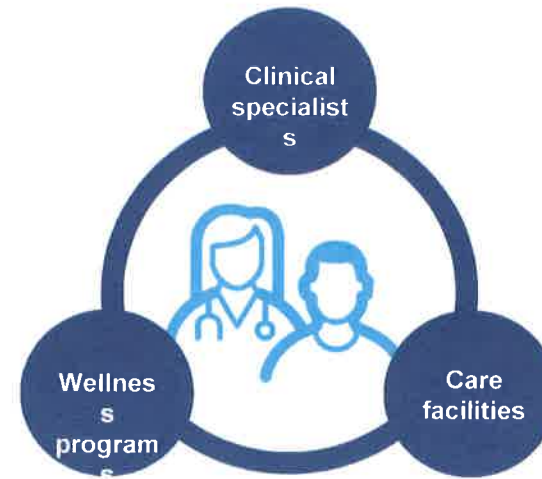 Clinical
specialist
s
Wellnes
s
program
s
Care
facilities